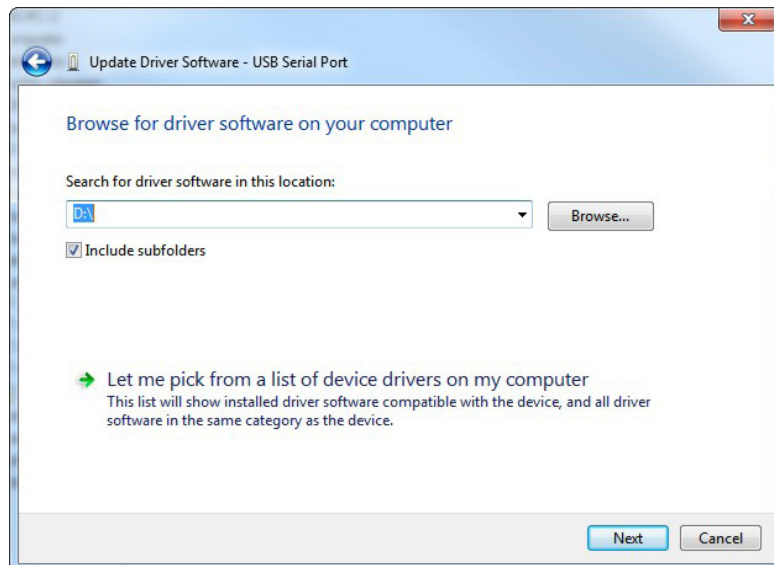 Update Driver Software - USB Serial Port
Browse for driver software on your computer
Search for driver software in this location:
D:\
Browse...
Include subfolders
Let me pick from a list of device drivers on my computer
This list will show installed driver software compatible with the device, and all driver
software in the same category as the device.
Next
Cancel